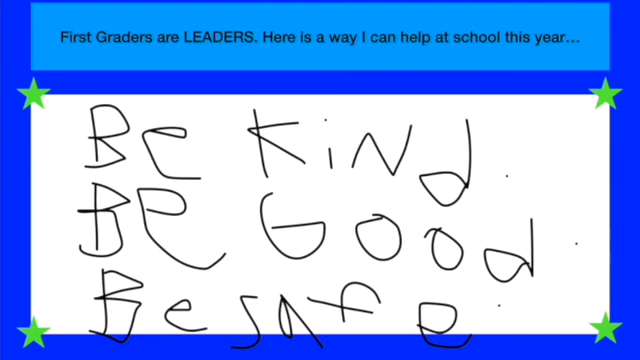 First Graders are LEADERS. Here is a way I can help at school this year...
Be Kind.
BE Good.
Be safe.